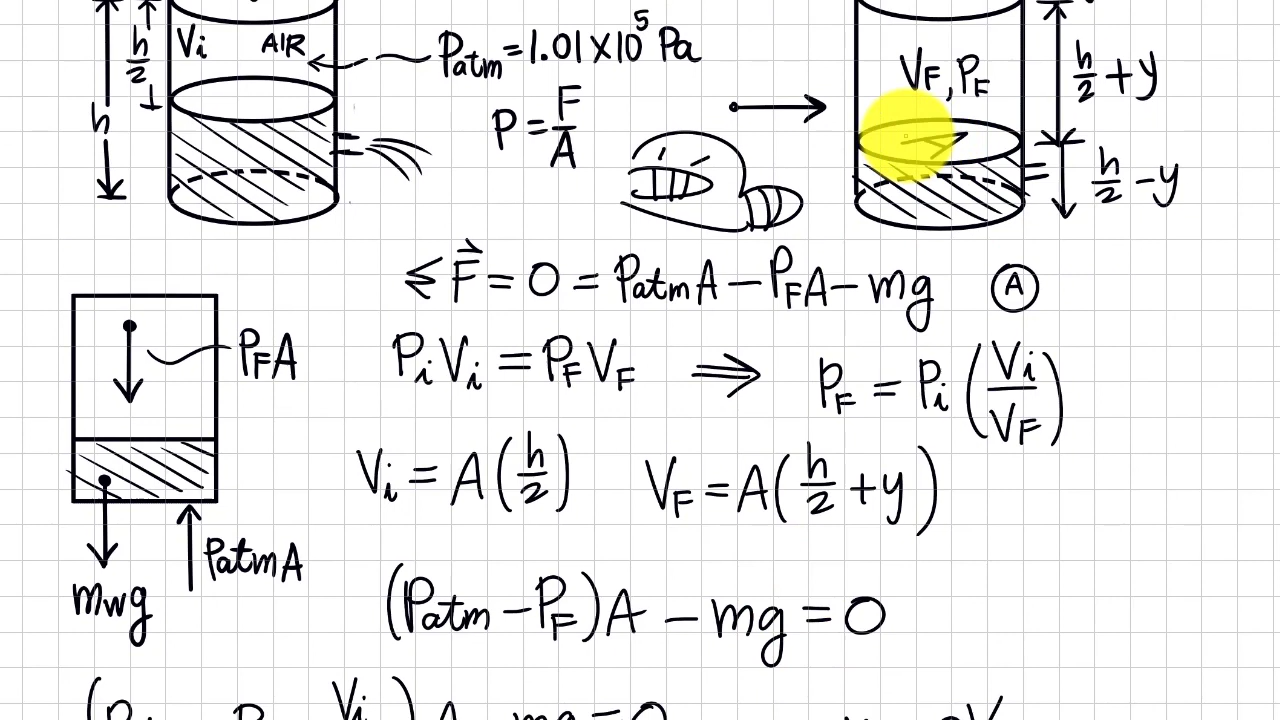 h/2 Vi AIR Patm = 1.01 X 10^5 Pa
h
P = F/A
VF, PF h/2 + y
h/2 - y
≤ F⃗ = 0 = PatmA - PFA - mg Ⓐ
PFA
PiVi = PFVF ⇒ PF = Pi (Vi/VF)
Vi = A(h/2) VF = A(h/2 + y)
PatmA
mwg
(Patm - PF)A - mg = 0